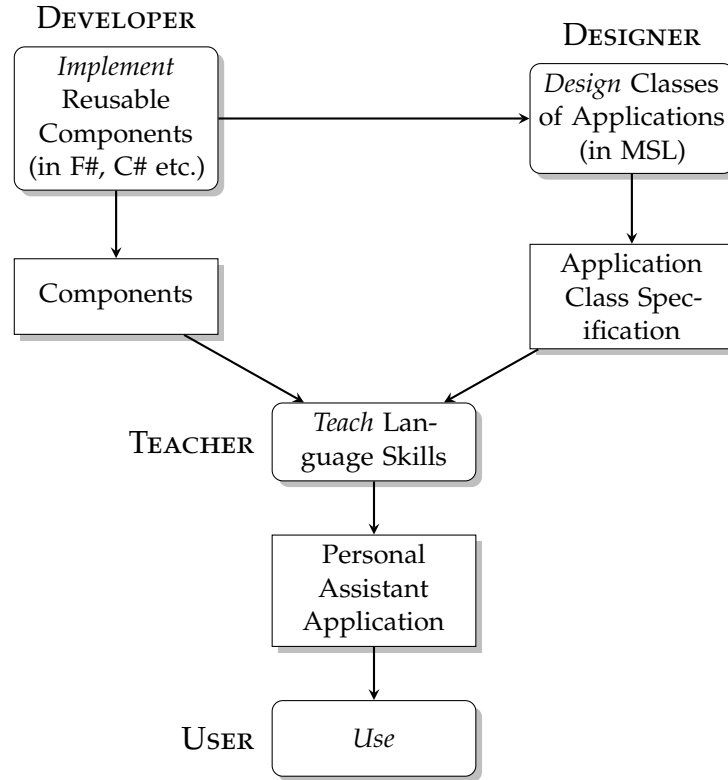 DEVELOPER
Implement
Reusable
Components
(in F#, C# etc.)
DESIGNER
Design Classes
of Applications
(in MSL)
Components
Application
Class Spec-
ification
TEACHER
Teach Lan-
guage Skills
Personal
Assistant
Application
USER
Use